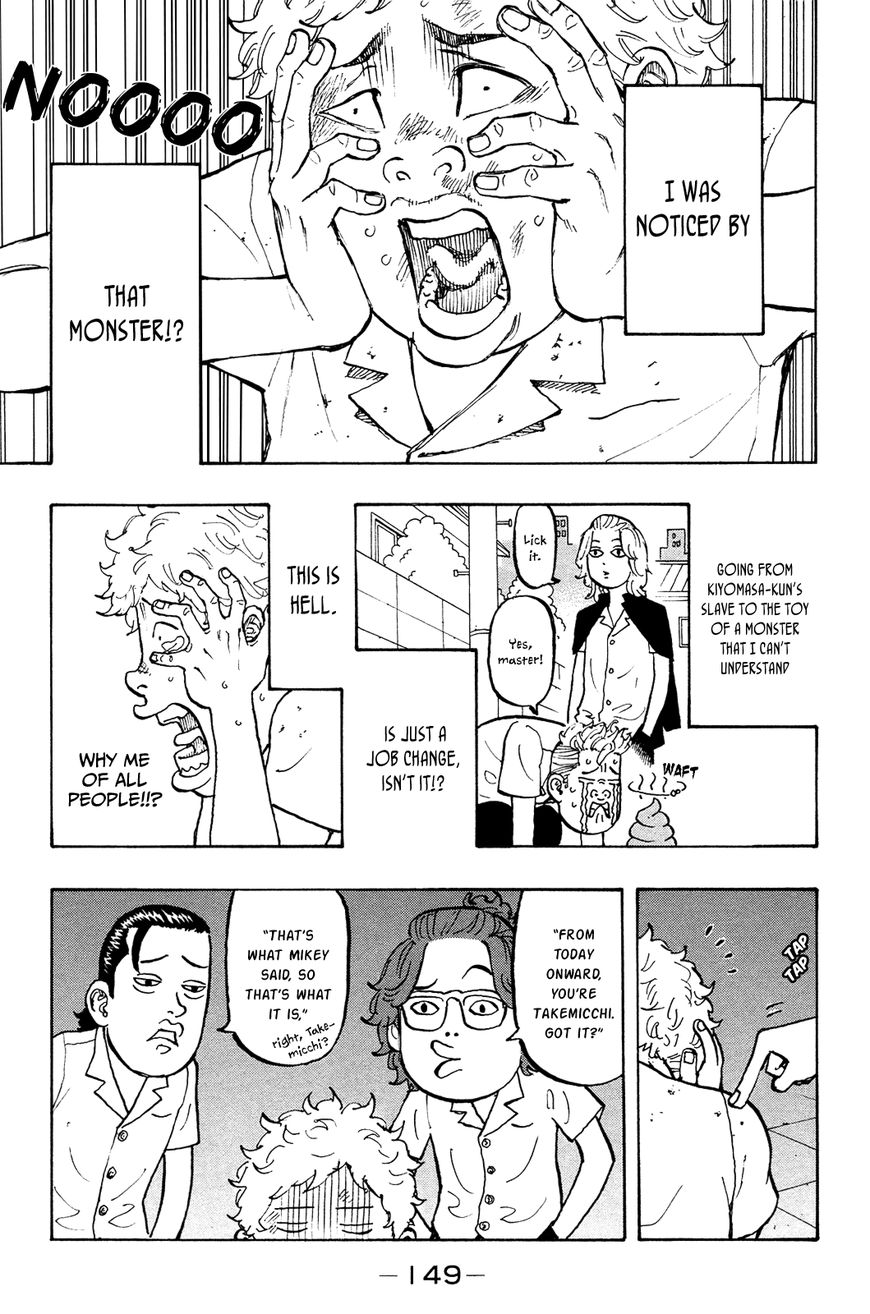 I WAS
NOTICED BY
NOOOO
THAT
MONSTER!?
GOING FROM
KIYOMASA-KUN'S
SLAVE TO THE TOY
OF A MONSTER
THAT I CAN'T
UNDERSTAND
Lick
it.
Yes,
master!
WAFT
IS JUST A
JOB CHANGE,
ISN'T IT!?
THIS IS
HELL.
WHY ME
OF ALL
PEOPLE!!?
TAP
TAP
"FROM
TODAY
ONWARD,
YOU'RE
TAKEMICCHI.
GOT IT?"
"THAT'S
WHAT MIKEY
SAID, SO
THAT'S WHAT
IT IS,"
right, Take-
micchi?
—149—